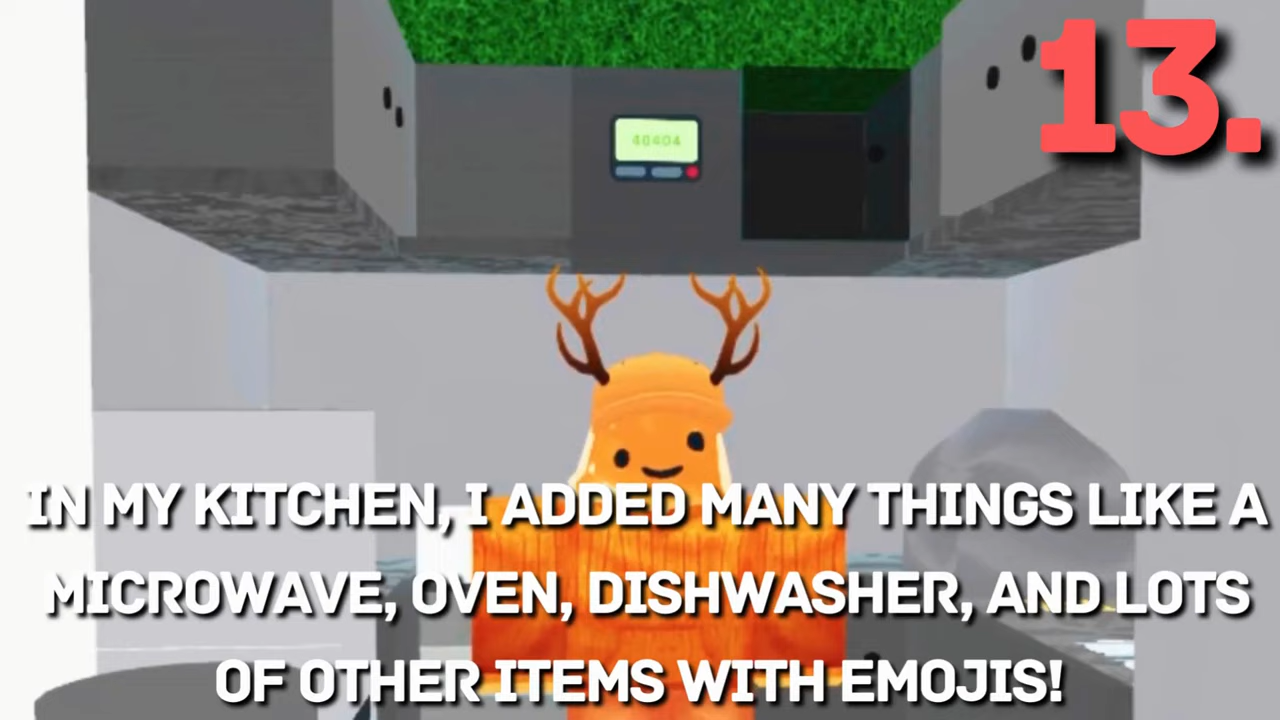 13.
40404
IN MY KITCHEN, I ADDED MANY THINGS LIKE A
MICROWAVE, OVEN, DISHWASHER, AND LOTS
OF OTHER ITEMS WITH EMOJIS!